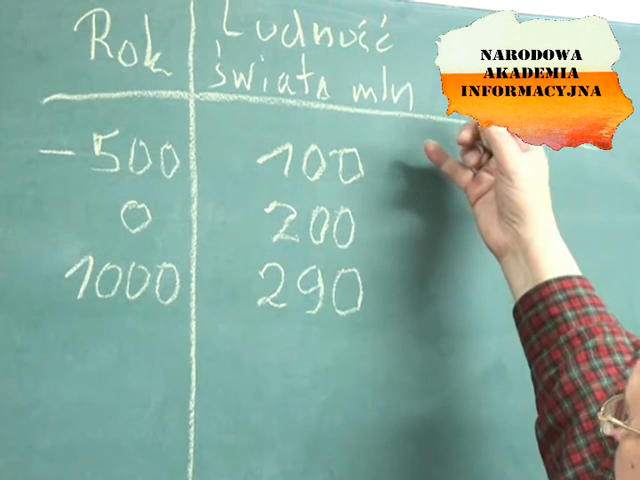 Rok Ludność
świata mln
-500 100
0 200
1000 290
NARODOWA
AKADEMIA
INFORMACYJNA